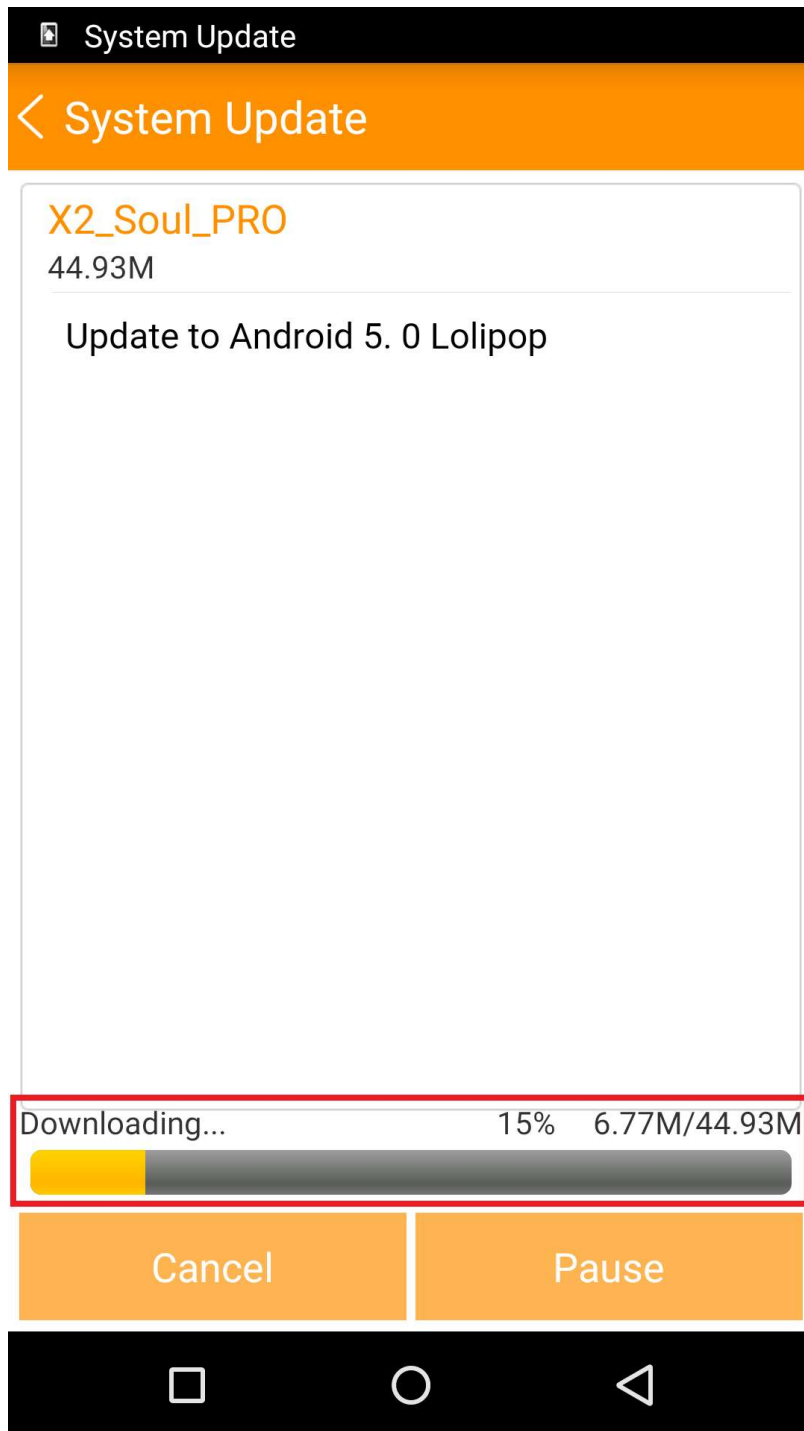 System Update
System Update
X2_Soul_PRO
44.93M
Update to Android 5. 0 Lolipop
Downloading... 15% 6.77M/44.93M
Cancel Pause